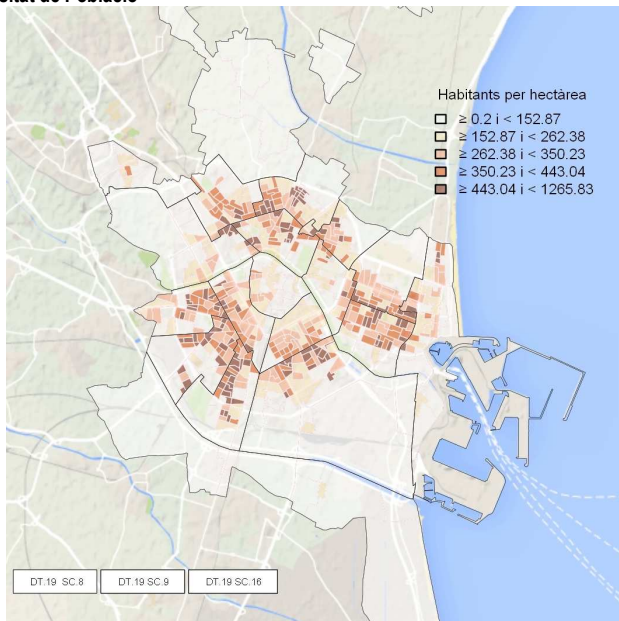 Habitants per hectàrea
≥ 0.2 i < 152.87
≥ 152.87 i < 262.38
≥ 262.38 i < 350.23
≥ 350.23 i < 443.04
≥ 443.04 i < 1265.83
DT.19 SC.8 DT.19 SC.9 DT.19 SC.16